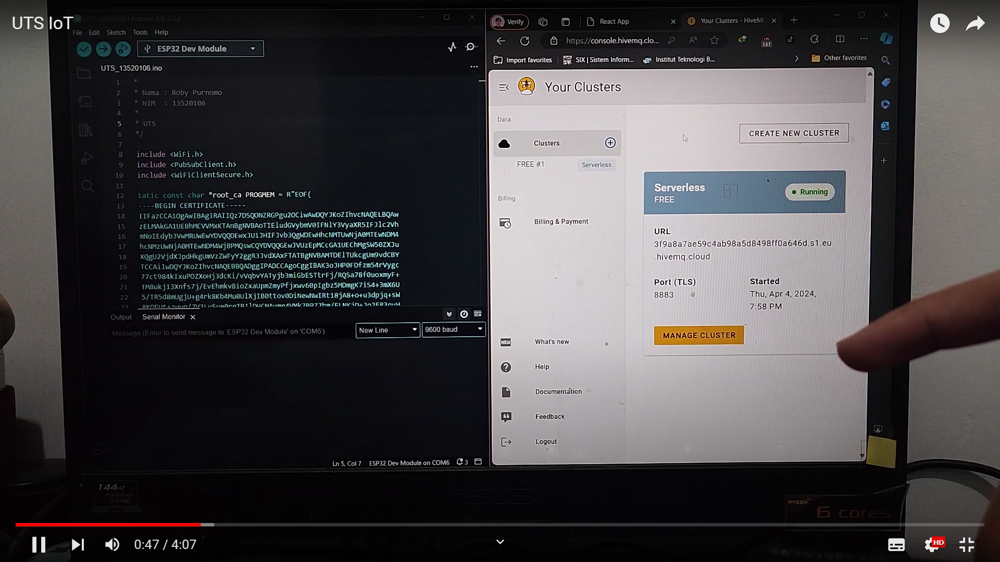 UTS IoT
UTS_13520106 | Arduino IDE 2.3.2
File Edit Sketch Tools Help
ESP32 Dev Module
UTS_13520106.ino
1 *
2 * Nama : Roby Purnomo
3 * NIM : 13520106
4 *
5 * UTS
6 */
7
8 include <WiFi.h>
9 include <PubSubClient.h>
10 include <WiFiClientSecure.h>
11
12 tatic const char *root_ca PROGMEM = R"EOF(
13 ----BEGIN CERTIFICATE-----
14 IIFazCCA1OgAwIBAgIRAIIQz7DSQONZRGPgu2OCiwAwDQYJKoZIhvcNAQELBQAw
15 zELMAkGA1UEBhMCVVMxKTAnBgNVBAoTIEludGVybmV0IFNlY3VyaXR5IFJlc2Vh
16 mNoIEdyb3VwMRUwEwYDVQQDEwxJU1JHIFJvb3QgWDEwHhcNMTUwNjA0MTEwNDM4
17 hcNMzUwNjA0MTEwNDM4WjBPMQswCQYDVQQGEwJVUzEpMCcGA1UEChMgSW50ZXJu
18 XQgU2VjdXJpdHkgUmVzZWFyY2ggR3JvdXAxFTATBgNVBAMTDElTUkcgUm9vdCBY
19 TCCAiIwDQYJKoZIhvcNAQEBBQADggIPADCCAgoCggIBAK3oJHP0FDfzm54rVygc
20 77ct984kIxuPOZXoHj3dcKi/vVqbvYATyjb3miGbESTtrFj/RQSa78f0uoxmyF+
21 TM8ukj13Xnfs7j/EvEhmkvBioZxaUpmZmyPfjxwv60pIgbz5MDmgK7iS4+3mX6U
22 5/TR5d8mUgjU+g4rk8Kb4Mu0UlXjIB0ttov0DiNewNwIRt18jA8+o+u3dpjq+sW
23
Output Serial Monitor
Message (Enter to send message to 'ESP32 Dev Module' on 'COM6')
New Line
9600 baud
Ln 5, Col 7 ESP32 Dev Module on COM6 3
Verify
React App
Your Clusters - HiveM
https://console.hivemq.clo...
137
Import favorites
SIX | Sistem Inform...
Institut Teknologi B...
Other favorites
Your Clusters
Data
Clusters
FREE #1 Serverless
Billing
Billing & Payment
NEW What's new
Help
Documentation
Feedback
Logout
CREATE NEW CLUSTER
Serverless
FREE
Running
URL
3f9a8a7ae59c4ab98a5d8498ff0a646d.s1.eu
.hivemq.cloud
Port (TLS)
8883
Started
Thu, Apr 4, 2024,
7:58 PM
MANAGE CLUSTER
144HZ
Adaptive
SYNC
RYZEN
6 cores
0:47 / 4:07
HD